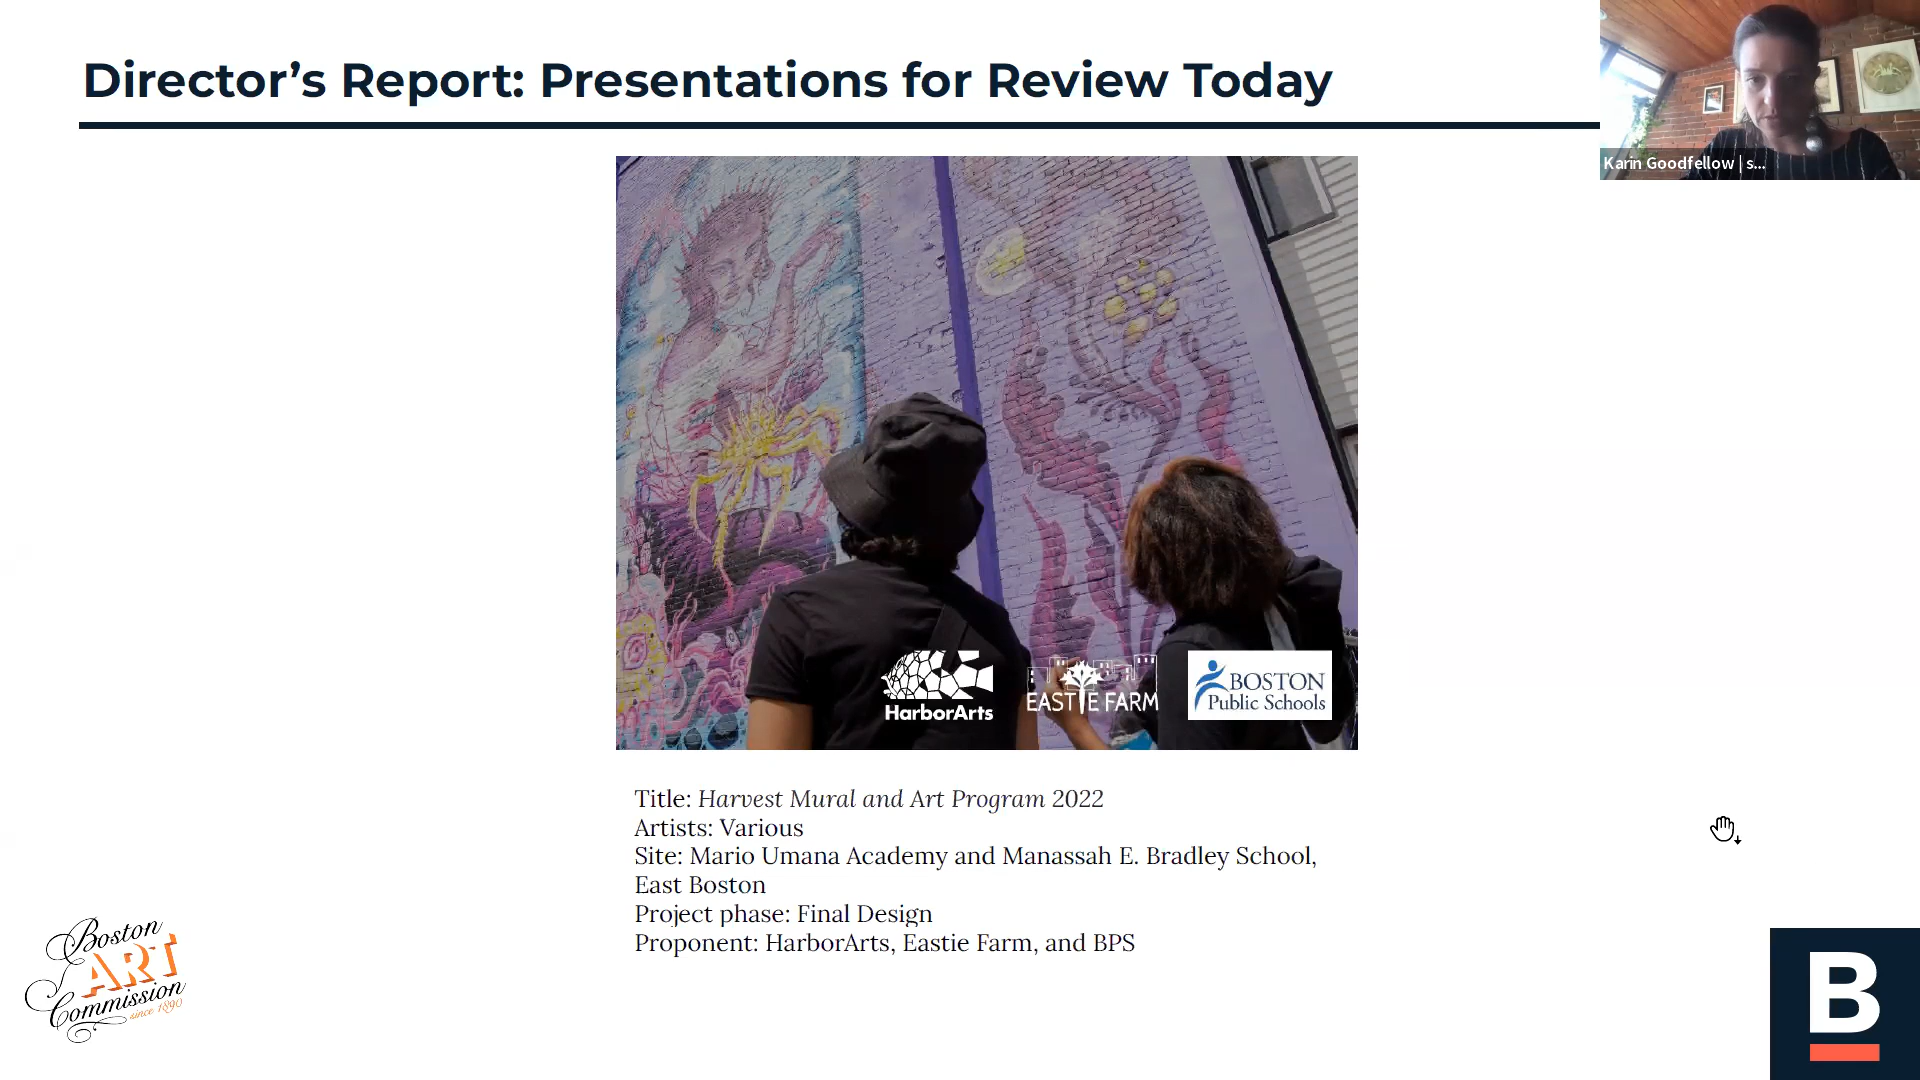 Director’s Report: Presentations for Review Today
Karin Goodfellow | s...
HarborArts
EASTIE FARM
BOSTON
Public Schools
Title: Harvest Mural and Art Program 2022
Artists: Various
Site: Mario Umana Academy and Manassah E. Bradley School,
East Boston
Project phase: Final Design
Proponent: HarborArts, Eastie Farm, and BPS
Boston
ART
Commission
since 1890
B